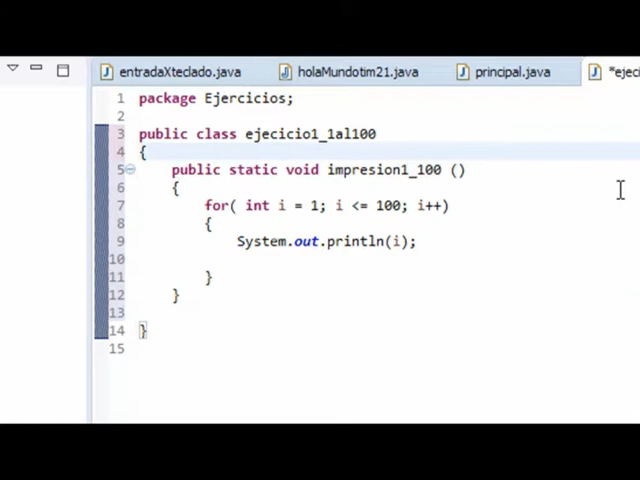 entradaXteclado.java holaMundotim21.java principal.java *ejec
1 package Ejercicios;
2
3 public class ejecicio1_1al100
4 {
5 public static void impresion1_100 ()
6 {
7 for( int i = 1; i <= 100; i++)
8 {
9 System.out.println(i);
10
11 }
12 }
13
14 }
15